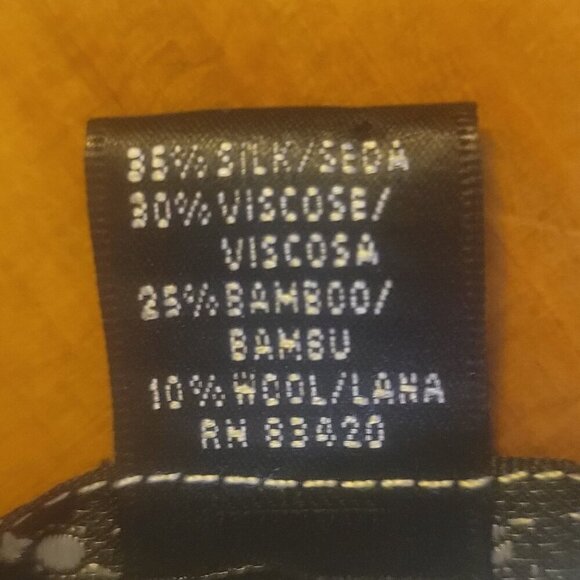 35% SILK/SEDA
30% VISCOSE/
VISCOSA
25% BAMBOO/
BAMBU
10% WOOL/LANA
RN 83420